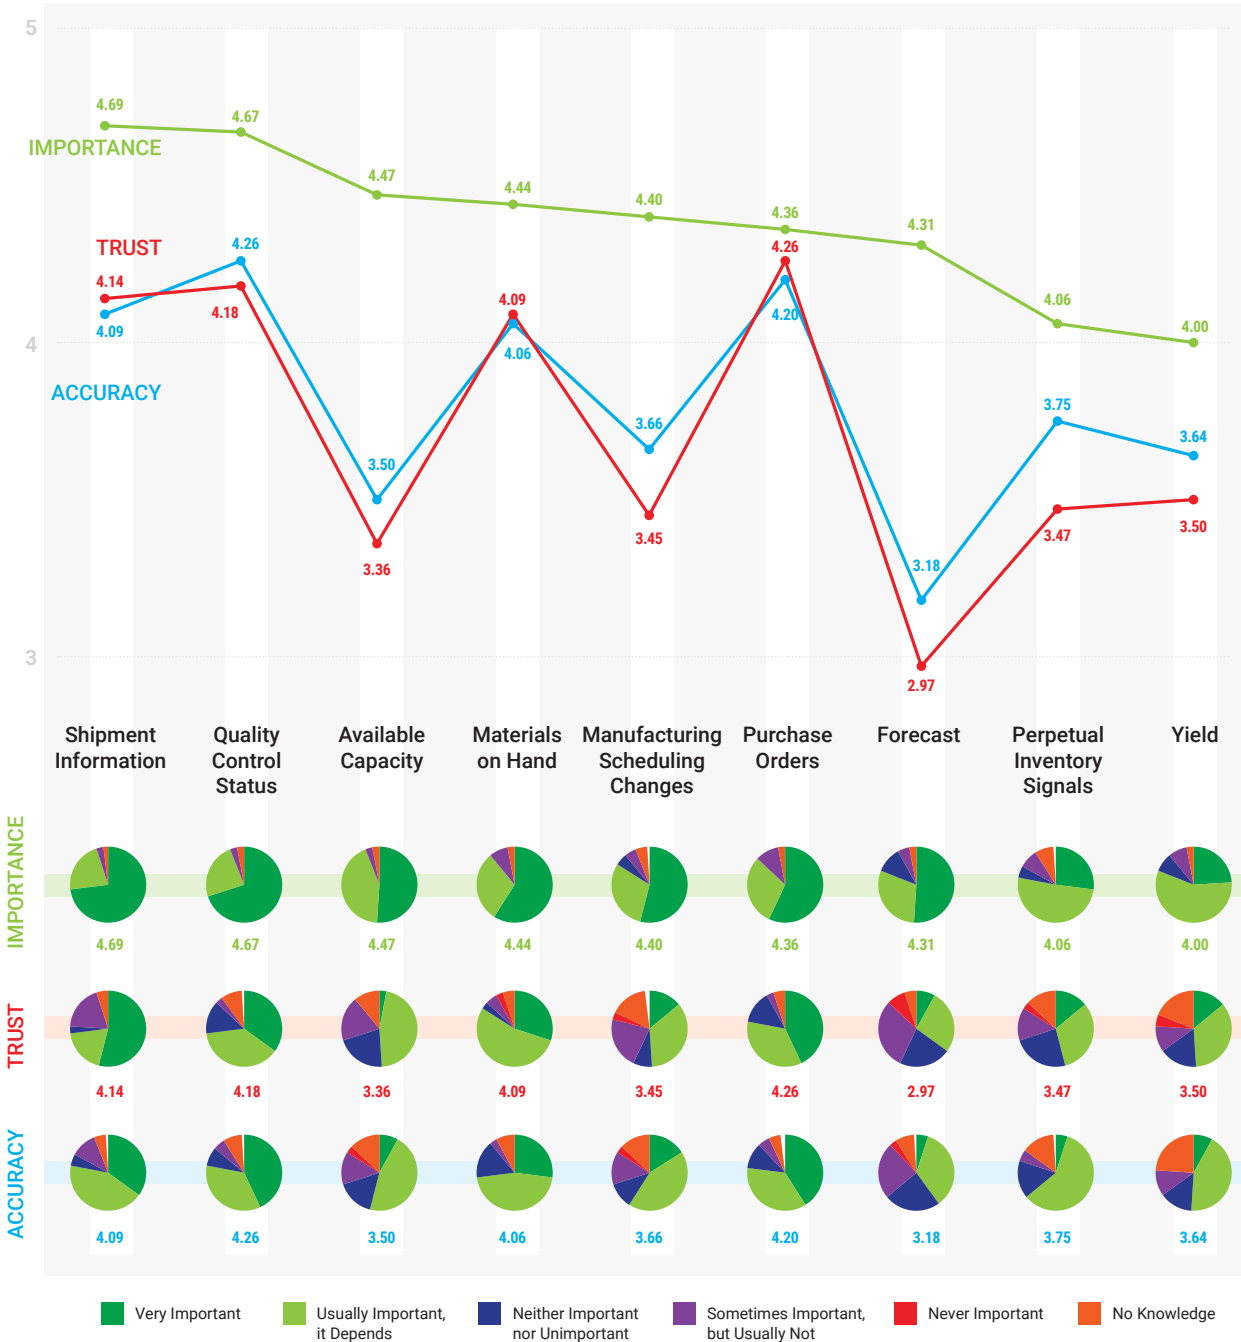 5
4.69
4.67
IMPORTANCE
4.47
4.44
4.40
4.36
4.31
4.06
4.00
TRUST
4.14
4.26
4.18
4.09
4.26
4.09
4
4.06
4.20
ACCURACY
3.50
3.66
3.75
3.64
3.36
3.45
3.47
3.50
3.18
3
2.97
Shipment
Information
Quality
Control
Status
Available
Capacity
Materials
on Hand
Manufacturing
Scheduling
Changes
Purchase
Orders
Forecast
Perpetual
Inventory
Signals
Yield
IMPORTANCE
4.69 4.67 4.47 4.44 4.40 4.36 4.31 4.06 4.00
TRUST
4.14 4.18 3.36 4.09 3.45 4.26 2.97 3.47 3.50
ACCURACY
4.09 4.26 3.50 4.06 3.66 4.20 3.18 3.75 3.64
Very Important
Usually Important,
it Depends
Neither Important
nor Unimportant
Sometimes Important,
but Usually Not
Never Important
No Knowledge